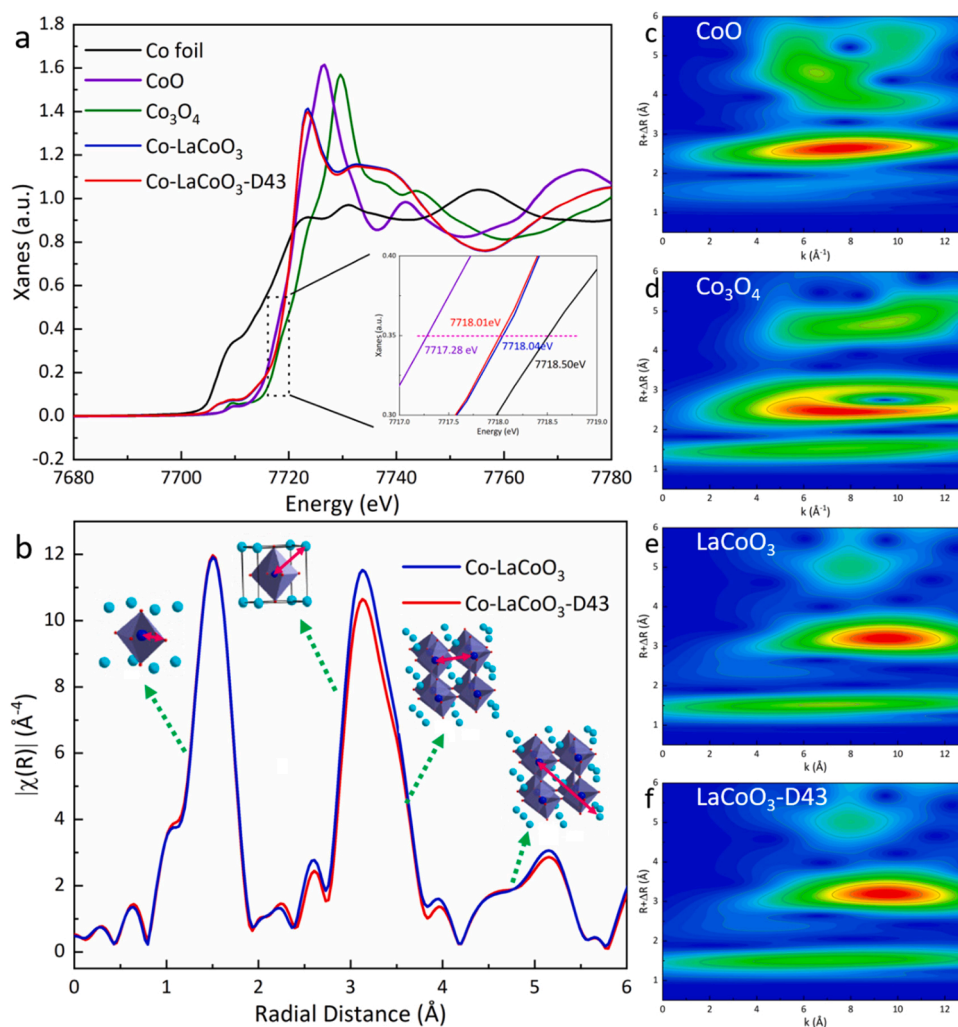 a
1.8
1.6
1.4
1.2
1.0
0.8
0.6
0.4
0.2
0.0
-0.2
Xanes (a.u.)
Co foil
CoO
Co₃O₄
Co-LaCoO₃
Co-LaCoO₃-D43
0.40
0.35
0.30
Xanes (a.u.)
7718.01eV
7717.28 eV
7718.04eV
7718.50eV
7717.0 7717.5 7718.0 7718.5 7719.0
Energy (eV)
7680 7700 7720 7740 7760 7780
Energy (eV)
b
12
10
8
6
4
2
0
|χ(R)| (Å⁻⁴)
Co-LaCoO₃
Co-LaCoO₃-D43
0 1 2 3 4 5 6
Radial Distance (Å)
c
CoO
6
5
4
3
2
1
R+ΔR (Å)
0 2 4 6 8 10 12
k (Å⁻¹)
d
Co₃O₄
6
5
4
3
2
1
R+ΔR (Å)
0 2 4 6 8 10 12
k (Å⁻¹)
e
LaCoO₃
6
5
4
3
2
1
R+ΔR (Å)
0 2 4 6 8 10 12
k (Å)
f
LaCoO₃-D43
6
5
4
3
2
1
R+ΔR (Å)
0 2 4 6 8 10 12
k (Å)